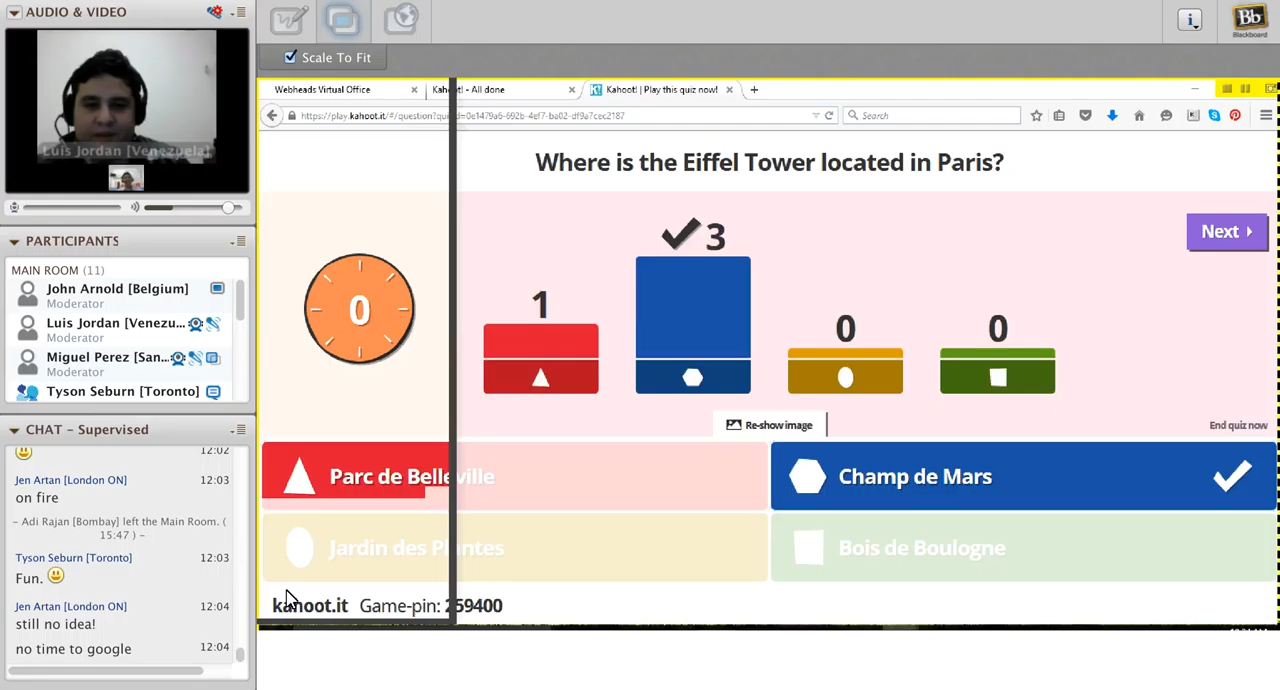 AUDIO & VIDEO
Luis Jordan [Venezuela]
PARTICIPANTS
MAIN ROOM (11)
John Arnold [Belgium]
Moderator
Luis Jordan [Venezu...
Moderator
Miguel Perez [San...
Moderator
Tyson Seburn [Toronto]
CHAT – Supervised
12:02
Jen Artan [London ON] 12:03
on fire
– Adi Rajan [Bombay] left the Main Room. (
15:47 ) –
Tyson Seburn [Toronto] 12:03
Fun.
Jen Artan [London ON] 12:04
still no idea!
no time to google 12:04
i
Bb
Blackboard
Scale To Fit
Webheads Virtual Office
Kahoot! - All done
K! Kahoot! | Play this quiz now!
Search
Where is the Eiffel Tower located in Paris?
0
1
3
0
0
Next
Re-show image
End quiz now
Parc de Belleville
Champ de Mars
Jardin des Plantes
Bois de Boulogne
kahoot.it Game-pin: 259400